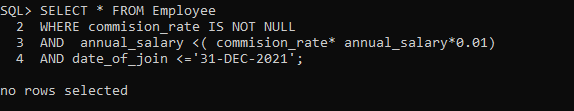 SQL> SELECT * FROM Employee
2 WHERE commision_rate IS NOT NULL
3 AND annual_salary <( commision_rate* annual_salary*0.01)
4 AND date_of_join <='31-DEC-2021';
no rows selected